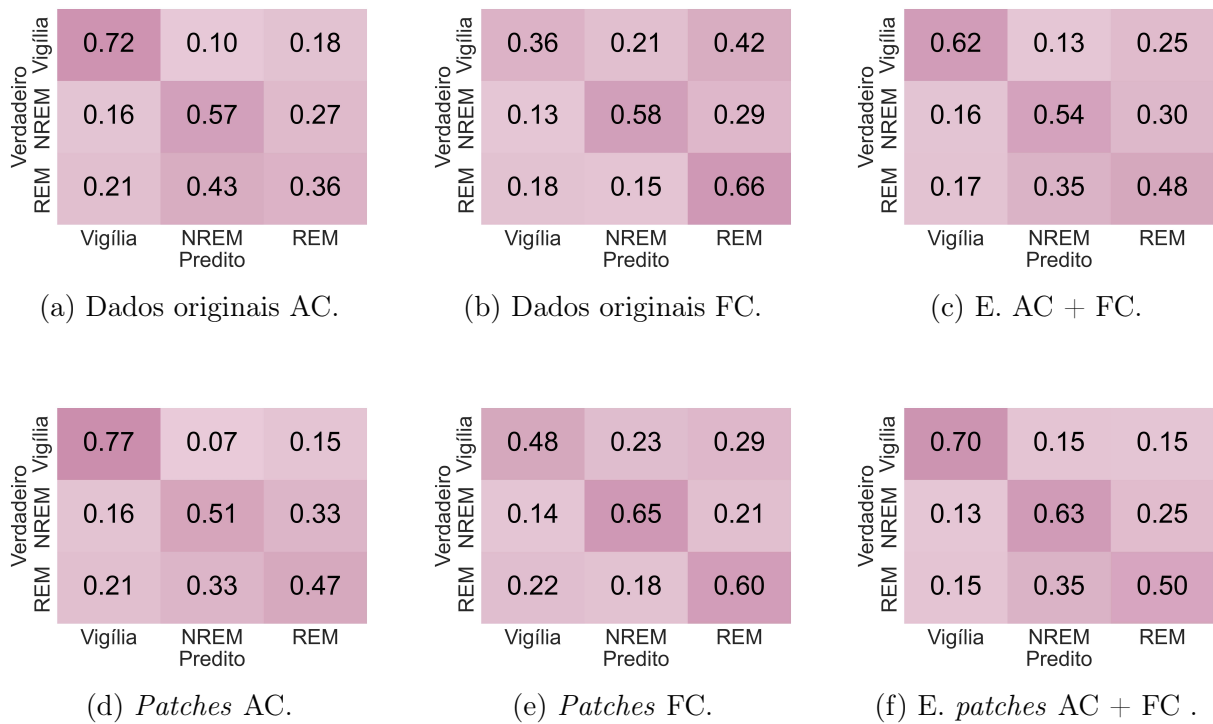 Verdadeiro
Vigília 0.72 0.10 0.18
NREM 0.16 0.57 0.27
REM 0.21 0.43 0.36
Vigília NREM REM
Predito
(a) Dados originais AC.
Verdadeiro
Vigília 0.36 0.21 0.42
NREM 0.13 0.58 0.29
REM 0.18 0.15 0.66
Vigília NREM REM
Predito
(b) Dados originais FC.
Verdadeiro
Vigília 0.62 0.13 0.25
NREM 0.16 0.54 0.30
REM 0.17 0.35 0.48
Vigília NREM REM
Predito
(c) E. AC + FC.
Verdadeiro
Vigília 0.77 0.07 0.15
NREM 0.16 0.51 0.33
REM 0.21 0.33 0.47
Vigília NREM REM
Predito
(d) Patches AC.
Verdadeiro
Vigília 0.48 0.23 0.29
NREM 0.14 0.65 0.21
REM 0.22 0.18 0.60
Vigília NREM REM
Predito
(e) Patches FC.
Verdadeiro
Vigília 0.70 0.15 0.15
NREM 0.13 0.63 0.25
REM 0.15 0.35 0.50
Vigília NREM REM
Predito
(f) E. patches AC + FC .